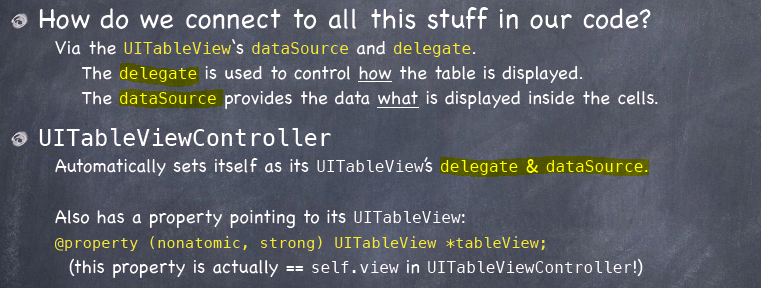 How do we connect to all this stuff in our code?
Via the UITableView‘s dataSource and delegate.
The delegate is used to control how the table is displayed.
The dataSource provides the data what is displayed inside the cells.
UITableViewController
Automatically sets itself as its UITableView’s delegate & dataSource.
Also has a property pointing to its UITableView:
@property (nonatomic, strong) UITableView *tableView;
(this property is actually == self.view in UITableViewController!)